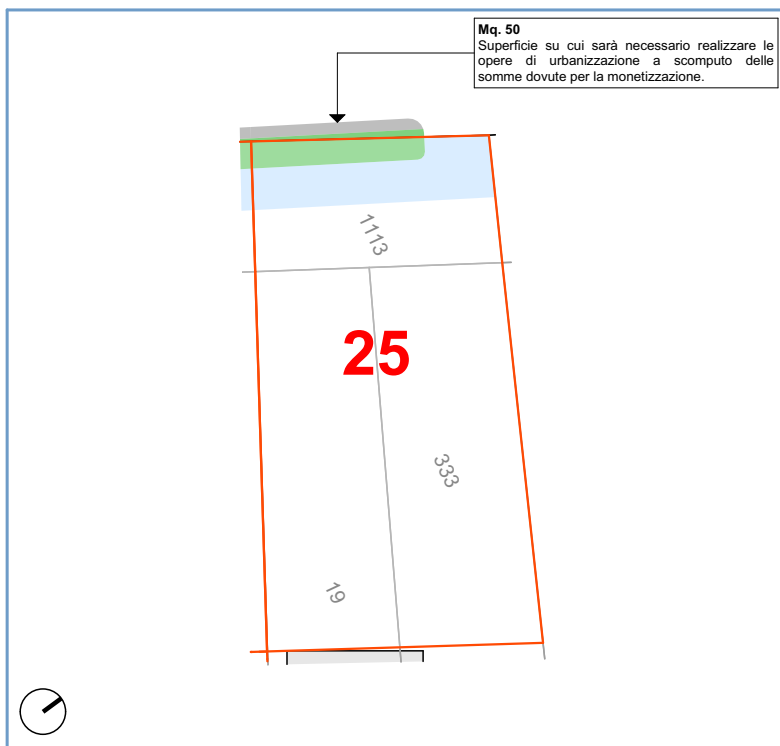 Mq. 50
Superficie su cui sarà necessario realizzare le
opere di urbanizzazione a scomputo delle
somme dovute per la monetizzazione.
1113
25
333
19